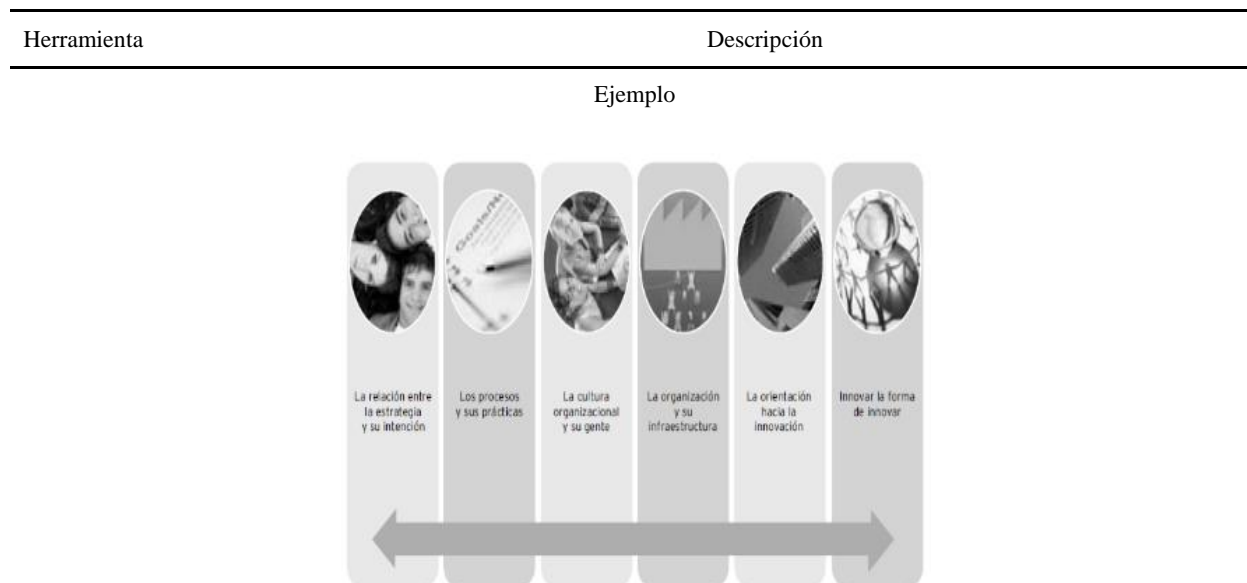 Herramienta Descripción
Ejemplo
Goals/
La relación entre
la estrategia
y su intención
Los procesos
y sus prácticas
La cultura
organizacional
y su gente
La organización
y su
infraestructura
La orientación
hacia la
innovación
Innovar la forma
de innovar